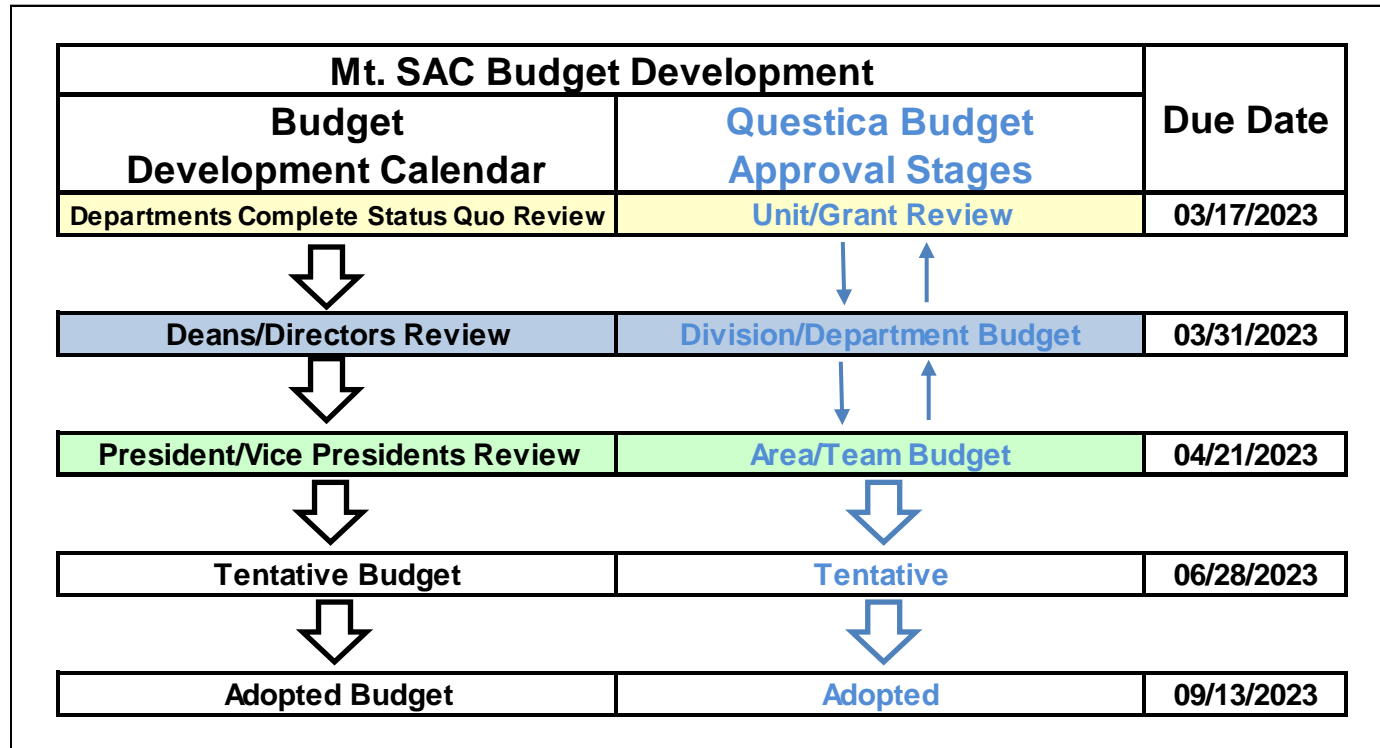 Mt. SAC Budget Development
Budget
Development Calendar
Questica Budget
Approval Stages
Due Date
Departments Complete Status Quo Review
Unit/Grant Review
03/17/2023
Deans/Directors Review
Division/Department Budget
03/31/2023
President/Vice Presidents Review
Area/Team Budget
04/21/2023
Tentative Budget
Tentative
06/28/2023
Adopted Budget
Adopted
09/13/2023